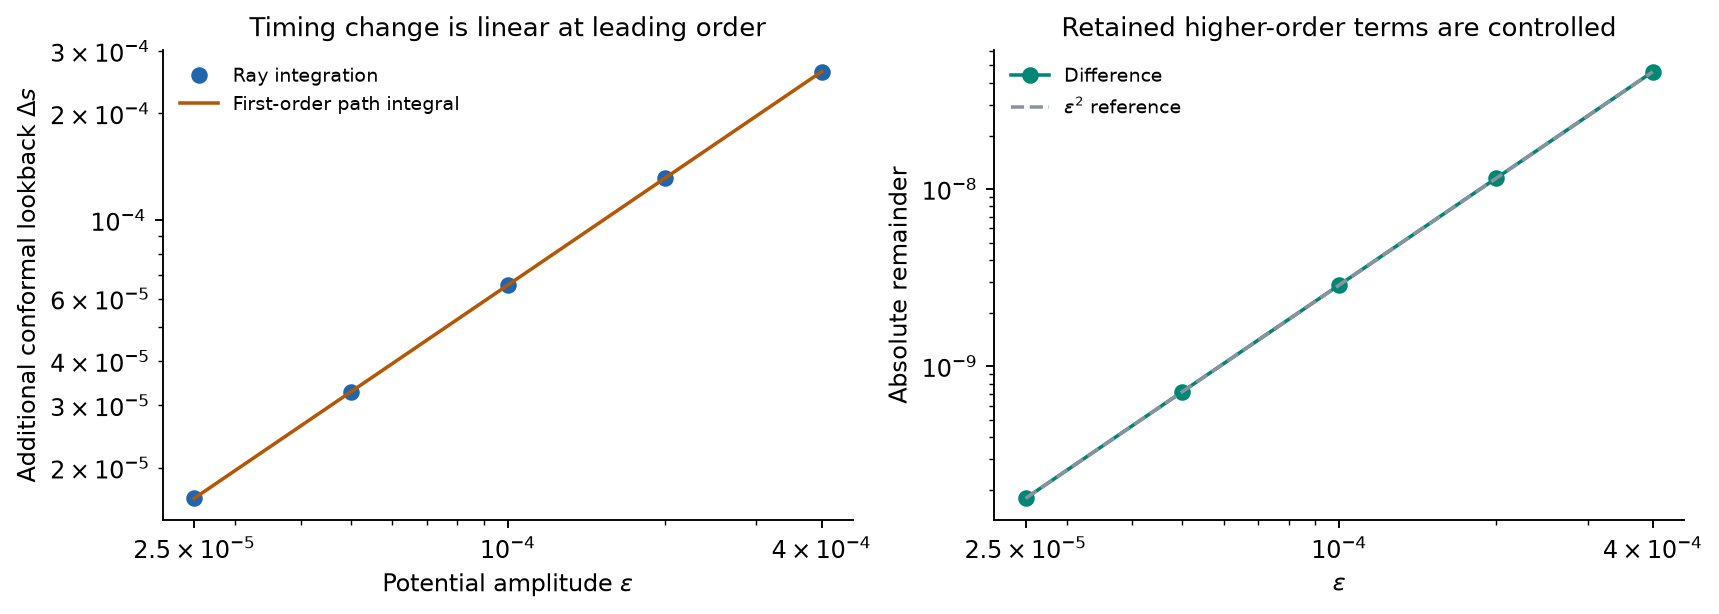 Timing change is linear at leading order
3 × 10⁻⁴
2 × 10⁻⁴
10⁻⁴
6 × 10⁻⁵
4 × 10⁻⁵
3 × 10⁻⁵
2 × 10⁻⁵
Additional conformal lookback Δs
Ray integration
First-order path integral
2.5 × 10⁻⁵
10⁻⁴
4 × 10⁻⁴
Potential amplitude ε
Retained higher-order terms are controlled
10⁻⁸
10⁻⁹
Absolute remainder
Difference
ε² reference
2.5 × 10⁻⁵
10⁻⁴
4 × 10⁻⁴
ε